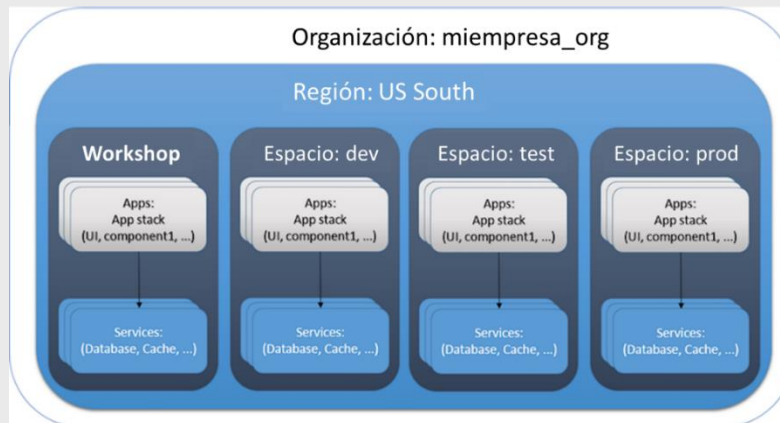 Organización: miempresa_org
Región: US South
Workshop
Apps:
App stack
(UI, component1, ...)
Services:
(Database, Cache, ...)
Espacio: dev
Apps:
App stack
(UI, component1, ...)
Services:
(Database, Cache, ...)
Espacio: test
Apps:
App stack
(UI, component1, ...)
Services:
(Database, Cache, ...)
Espacio: prod
Apps:
App stack
(UI, component1, ...)
Services:
(Database, Cache, ...)